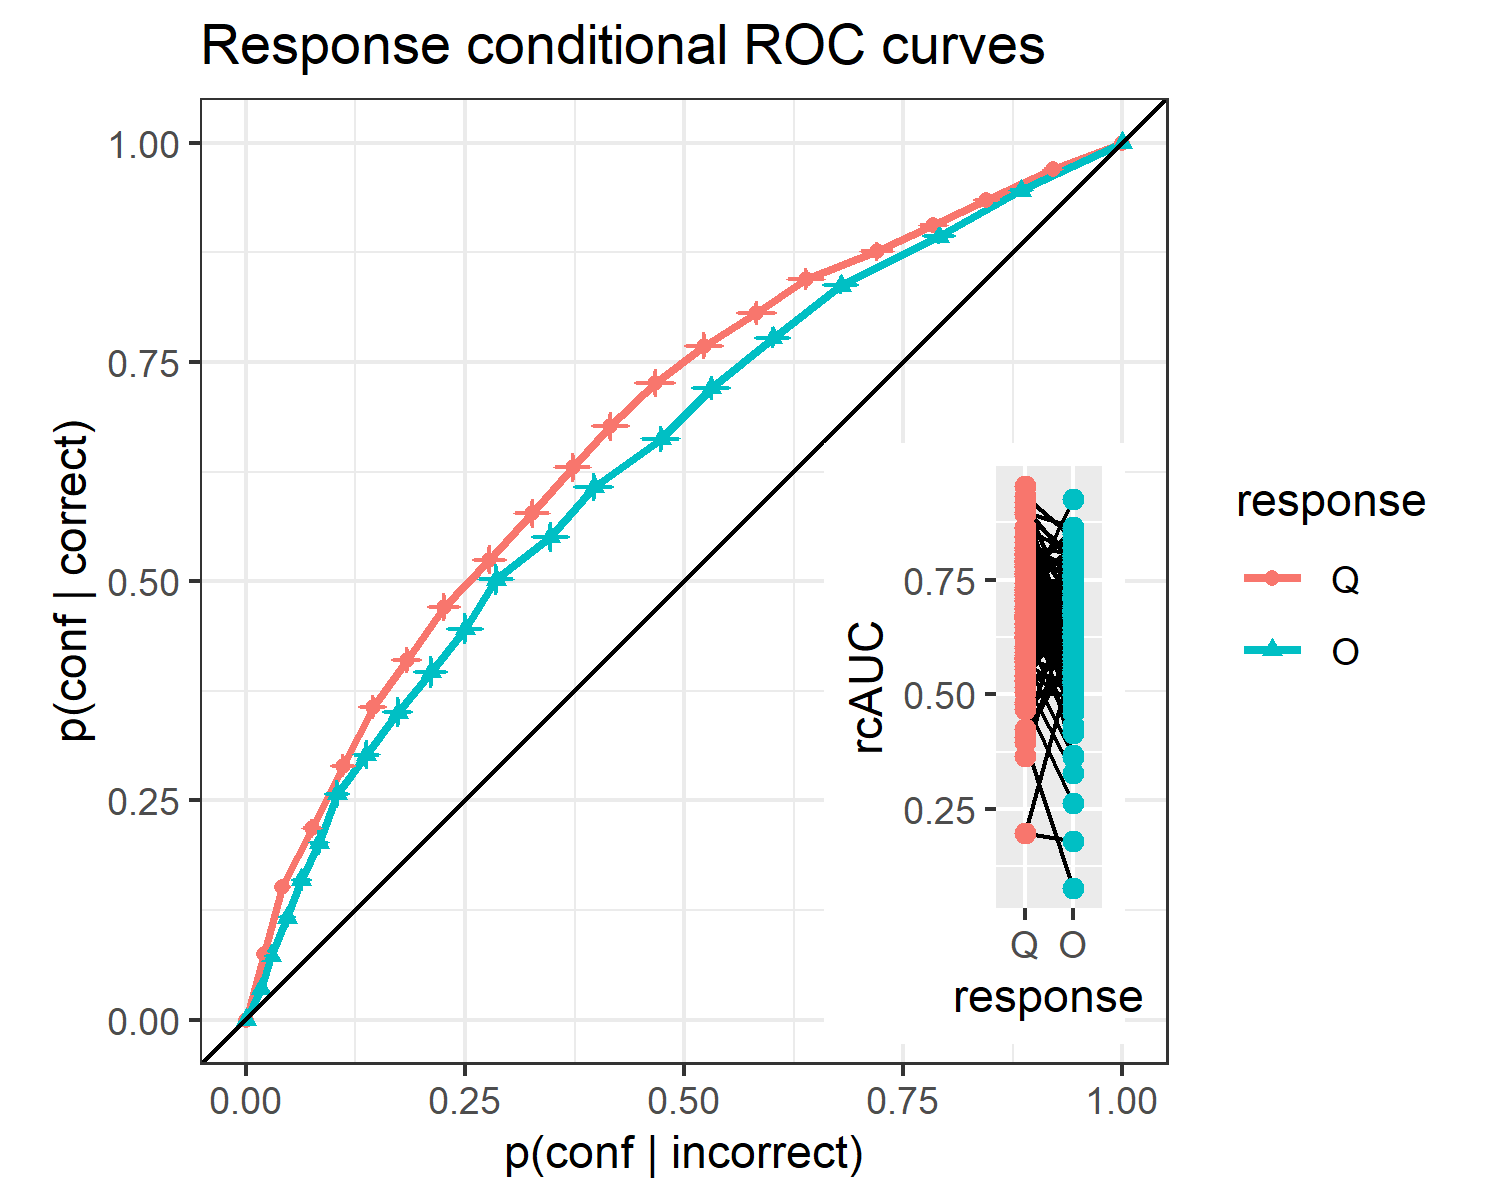 Response conditional ROC curves
p(conf | correct)
1.00
0.75
0.50
0.25
0.00
0.00 0.25 0.50 0.75 1.00
p(conf | incorrect)
rcAUC
0.75
0.50
0.25
Q O
response
response
Q
O